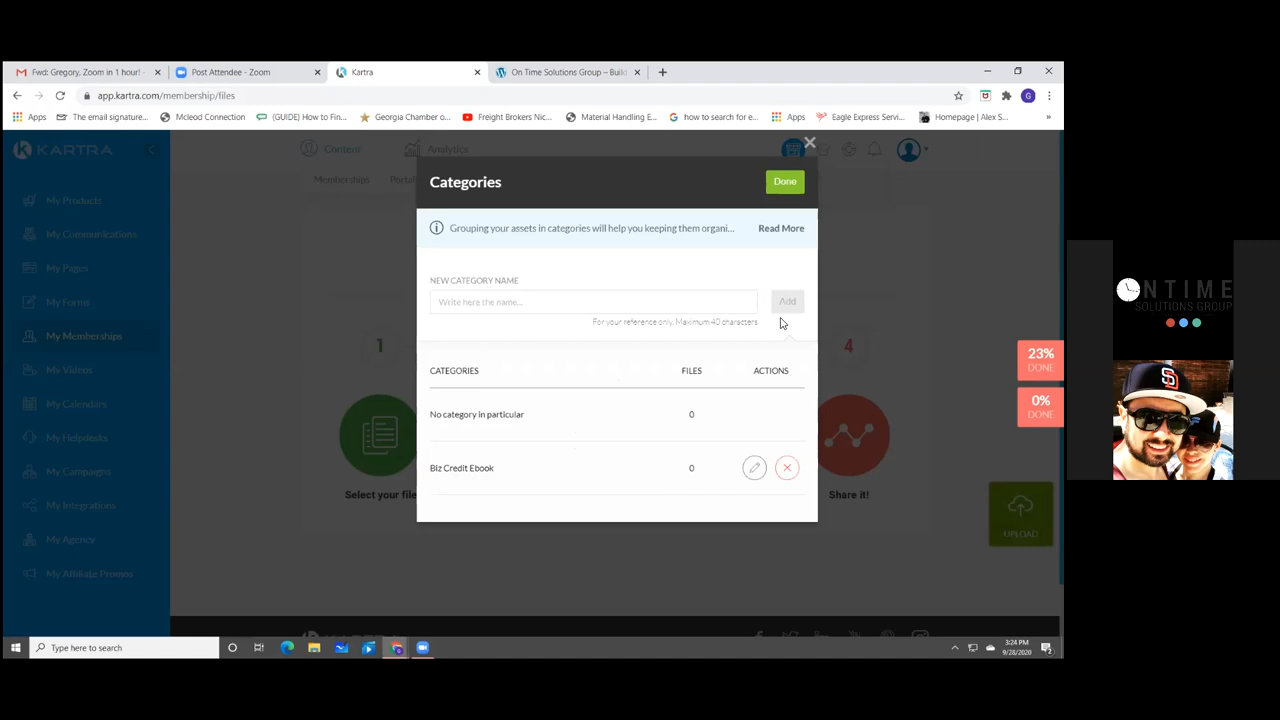 Fwd: Gregory, Zoom in 1 hour! -
Post Attendee - Zoom
Kartra
On Time Solutions Group – Build
app.kartra.com/membership/files
G
Apps
The email signature...
Mcleod Connection
(GUIDE) How to Fin...
Georgia Chamber o...
Freight Brokers Nic...
Material Handling E...
how to search for e...
Apps
Eagle Express Servi...
Homepage | Alex S...
»
KARTRA
Content
Analytics
Memberships
Portal
My Products
My Communications
My Pages
My Forms
My Memberships
My Videos
My Calendars
My Helpdesks
My Campaigns
My Integrations
My Agency
My Affiliate Promos
Categories
Done
Grouping your assets in categories will help you keeping them organi...
Read More
NEW CATEGORY NAME
Write here the name...
Add
For your reference only. Maximum 40 characters
CATEGORIES
FILES
ACTIONS
No category in particular
0
Biz Credit Ebook
0
1
4
Select your file
Share it!
UPLOAD
23%
DONE
0%
DONE
ONTIME
SOLUTIONS GROUP
Type here to search
3:24 PM
9/28/2020